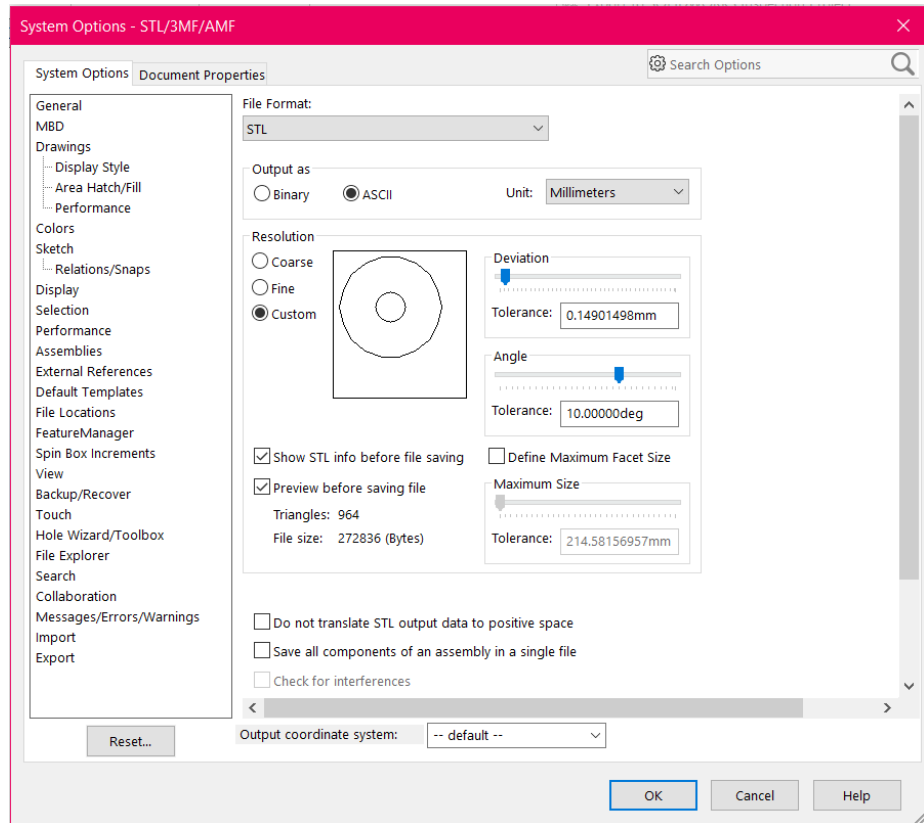 System Options - STL/3MF/AMF
System Options
Document Properties
Search Options
General
MBD
Drawings
Display Style
Area Hatch/Fill
Performance
Colors
Sketch
Relations/Snaps
Display
Selection
Performance
Assemblies
External References
Default Templates
File Locations
FeatureManager
Spin Box Increments
View
Backup/Recover
Touch
Hole Wizard/Toolbox
File Explorer
Search
Collaboration
Messages/Errors/Warnings
Import
Export
Reset...
File Format:
STL
Output as
Binary
ASCII
Unit:
Millimeters
Resolution
Coarse
Fine
Custom
Deviation
Tolerance:
0.14901498mm
Angle
Tolerance:
10.00000deg
Show STL info before file saving
Define Maximum Facet Size
Preview before saving file
Maximum Size
Triangles: 964
File size: 272836 (Bytes)
Tolerance:
214.58156957mm
Do not translate STL output data to positive space
Save all components of an assembly in a single file
Check for interferences
Output coordinate system:
-- default --
OK
Cancel
Help